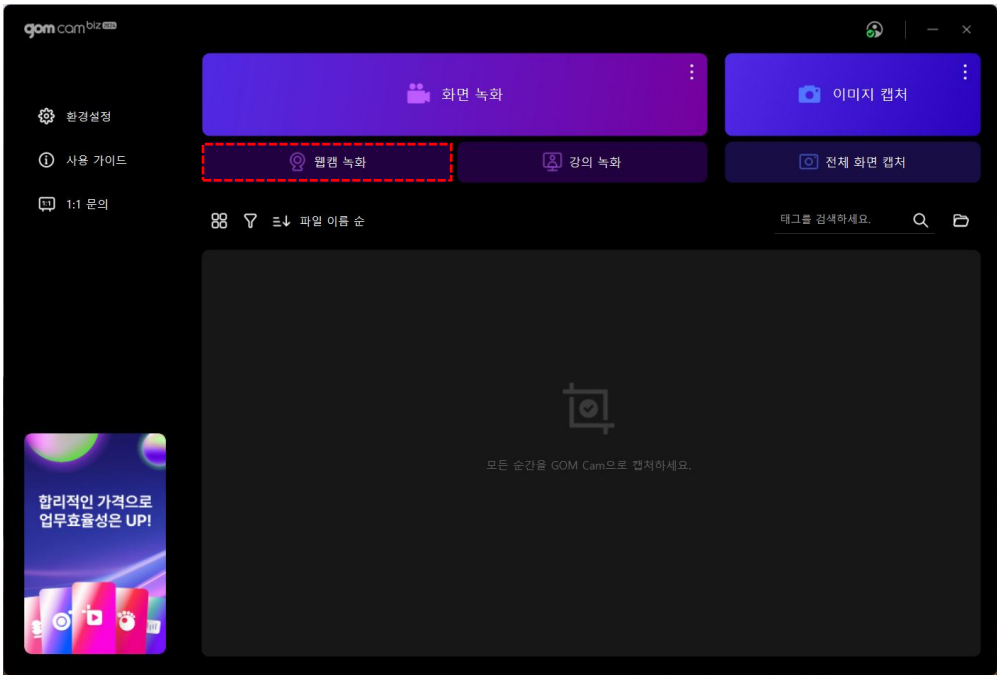 gom cam biz 2024
화면 녹화
이미지 캡처
웹캠 녹화
강의 녹화
전체 화면 캡처
환경설정
사용 가이드
1:1 1:1 문의
파일 이름 순
태그를 검색하세요.
모든 순간을 GOM Cam으로 캡처하세요.
합리적인 가격으로
업무효율성은 UP!